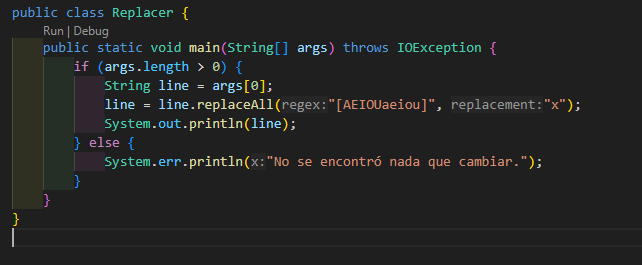 public class Replacer {
Run | Debug
public static void main(String[] args) throws IOException {
if (args.length > 0) {
String line = args[0];
line = line.replaceAll(regex:"[AEIOUaeiou]", replacement:"x");
System.out.println(line);
} else {
System.err.println(x:"No se encontró nada que cambiar.");
}
}
}